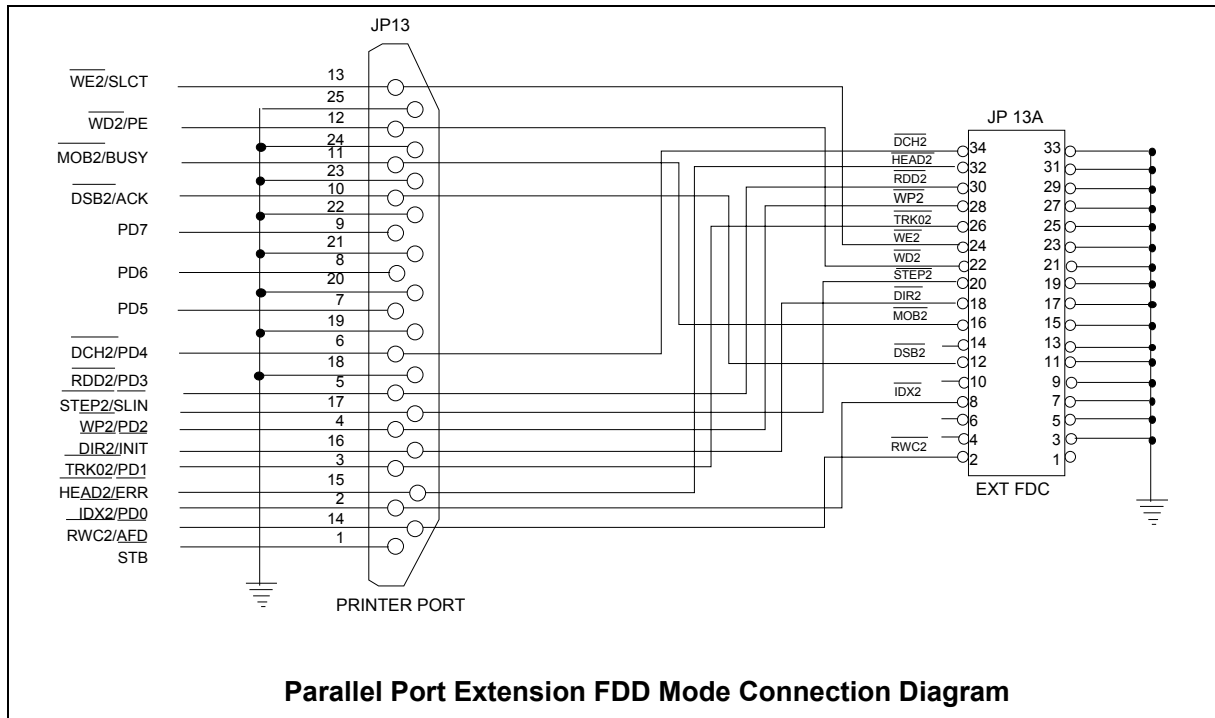 JP13
WE2/SLCT 13
25
WD2/PE 12
24
MOB2/BUSY 11
23
DSB2/ACK 10
22
PD7 9
21
PD6 8
20
PD5 7
19
DCH2/PD4 6
18
RDD2/PD3 5
STEP2/SLIN 17
WP2/PD2 4
DIR2/INIT 16
TRK02/PD1 3
HEAD2/ERR 15
IDX2/PD0 2
RWC2/AFD 14
STB 1
PRINTER PORT
JP 13A
DCH2 34 33
HEAD2 32 31
RDD2 30 29
WP2 28 27
TRK02 26 25
WE2 24 23
WD2 22 21
STEP2 20 19
DIR2 18 17
MOB2 16 15
14 13
DSB2 12 11
10 9
IDX2 8 7
6 5
4 3
RWC2 2 1
EXT FDC
Parallel Port Extension FDD Mode Connection Diagram